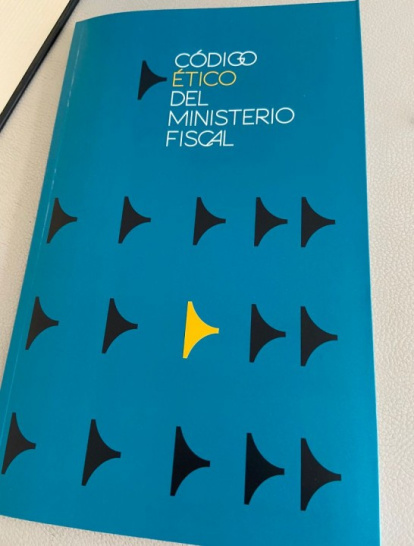 CÓDIGO
ÉTICO
DEL
MINISTERIO
FISCAL